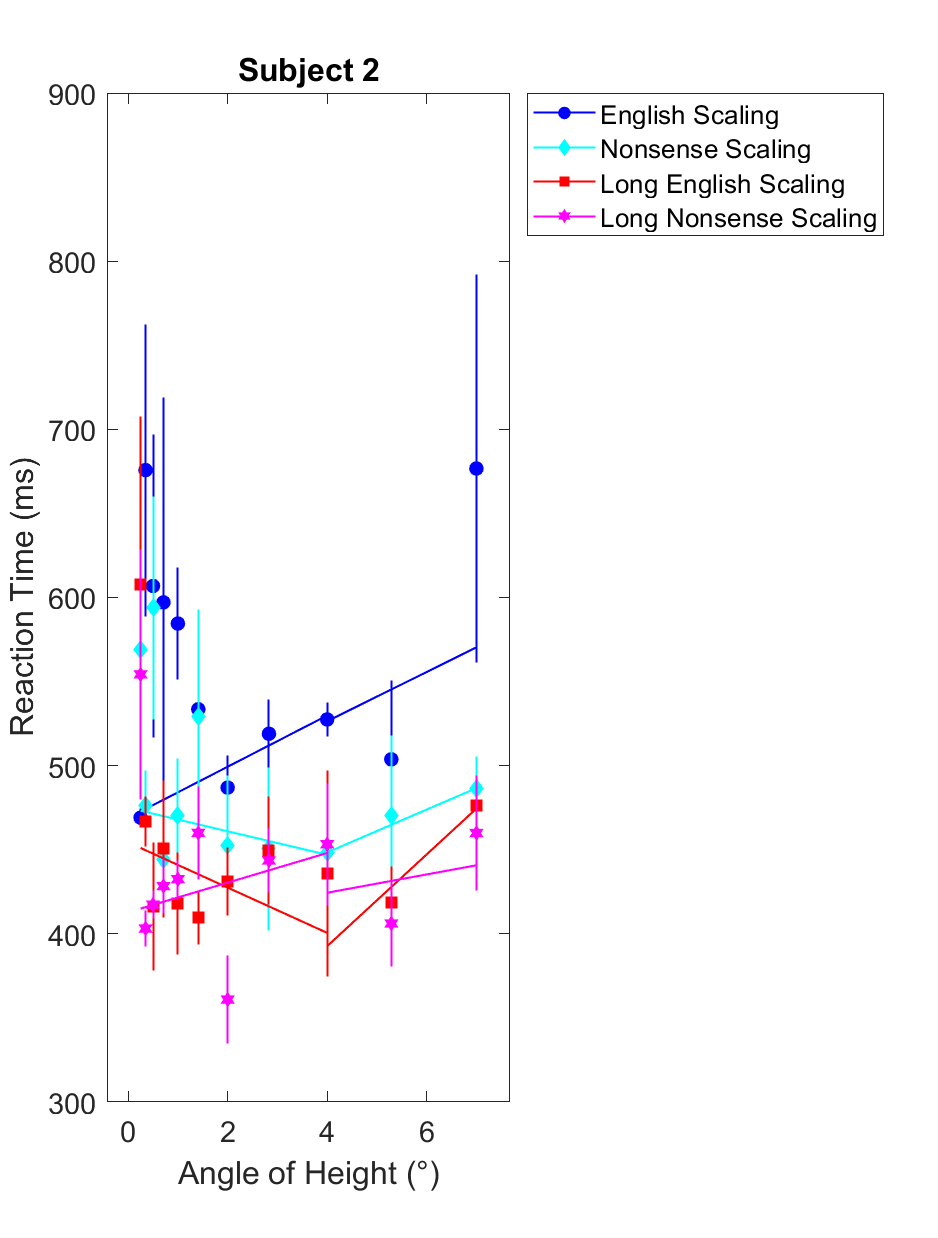 Subject 2
900
800
700
600
500
400
300
Reaction Time (ms)
0 2 4 6
Angle of Height (°)
English Scaling
Nonsense Scaling
Long English Scaling
Long Nonsense Scaling